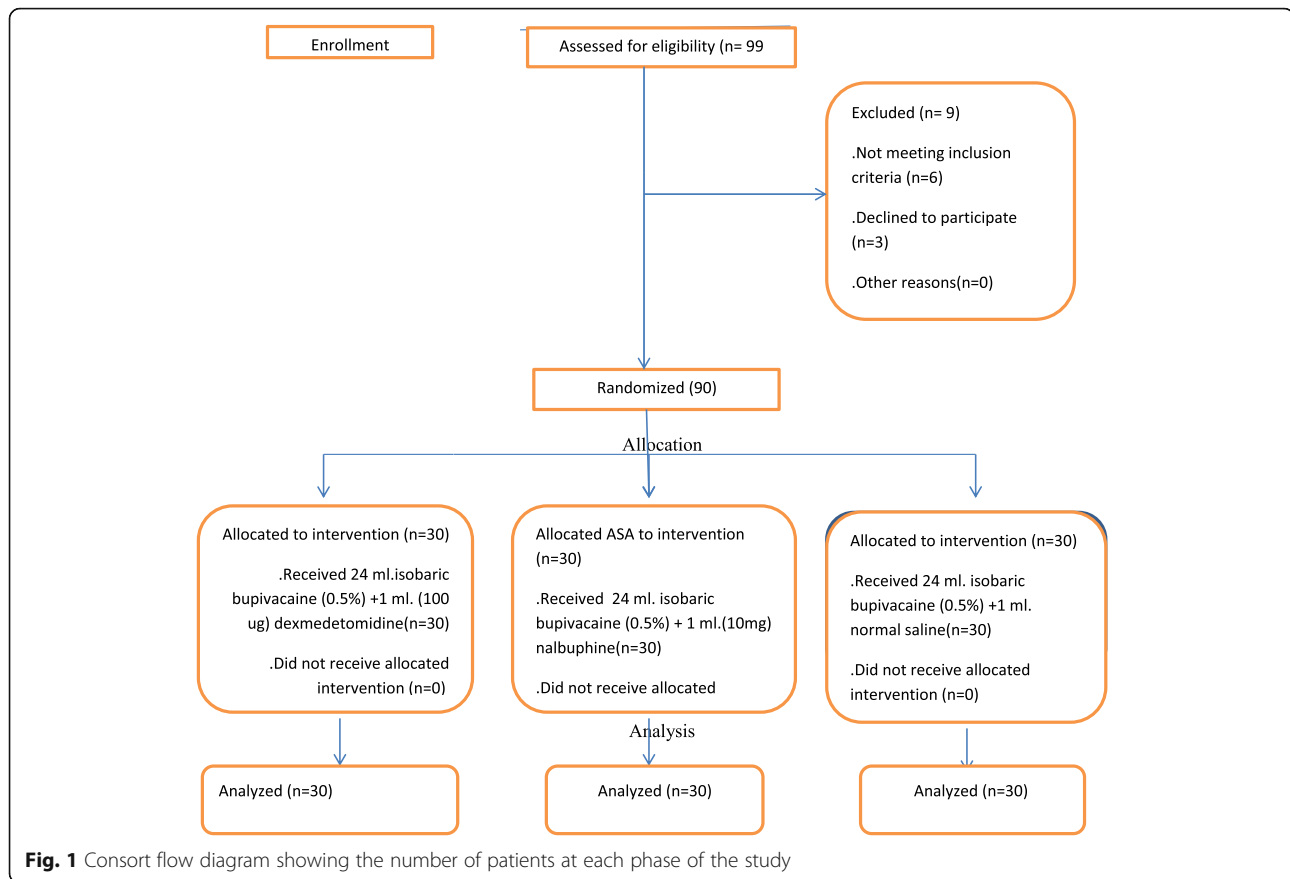 Enrollment
Assessed for eligibility (n= 99
Excluded (n= 9)
.Not meeting inclusion
criteria (n=6)
.Declined to participate
(n=3)
.Other reasons(n=0)
Randomized (90)
Allocation
Allocated to intervention (n=30)
.Received 24 ml.isobaric
bupivacaine (0.5%) +1 ml. (100
ug) dexmedetomidine(n=30)
.Did not receive allocated
intervention (n=0)
Allocated ASA to intervention
(n=30)
.Received 24 ml. isobaric
bupivacaine (0.5%) + 1 ml.(10mg)
nalbuphine(n=30)
.Did not receive allocated
Allocated to intervention (n=30)
.Received 24 ml. isobaric
bupivacaine (0.5%) +1 ml.
normal saline(n=30)
.Did not receive allocated
intervention (n=0)
Analysis
Analyzed (n=30)
Analyzed (n=30)
Analyzed (n=30)
Fig. 1 Consort flow diagram showing the number of patients at each phase of the study